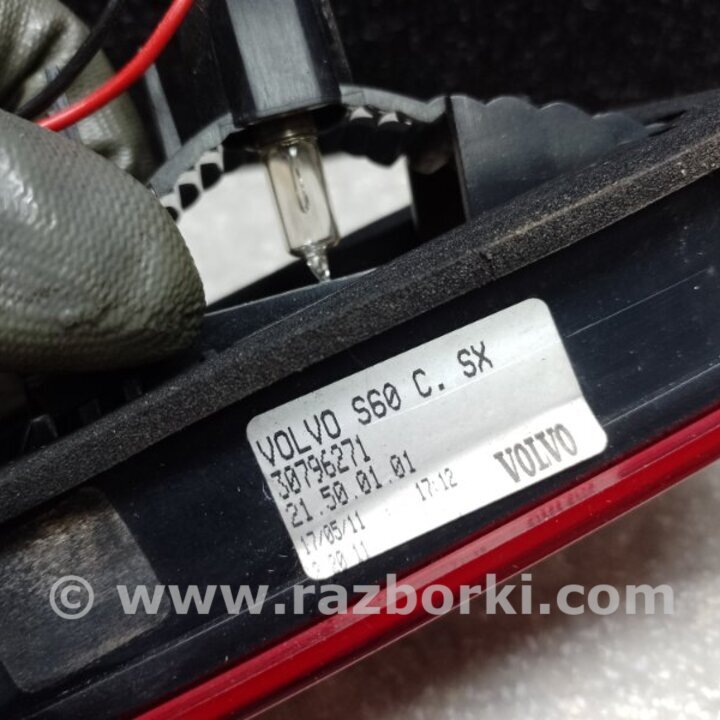 VOLVO S60 C. SX
30796271
21.50.01.01
17/05/11 17:12
VOLVO
© www.razborki.com